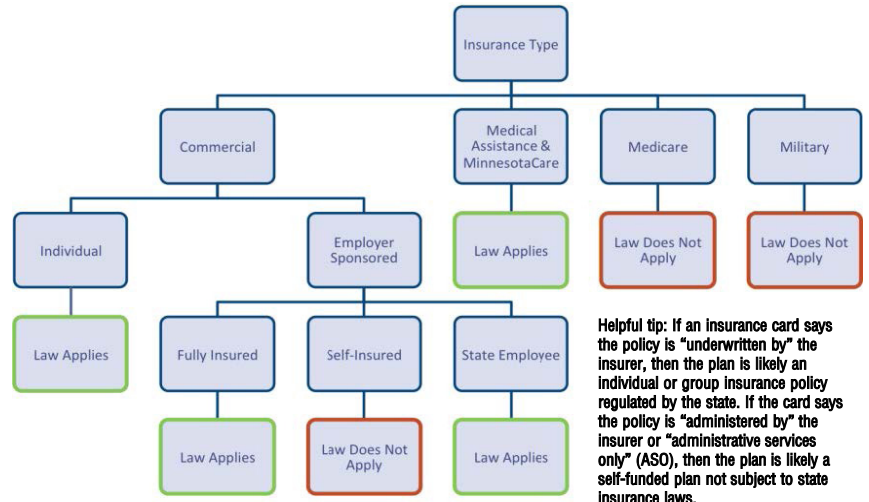 Insurance Type
Commercial
Medical
Assistance &
MinnesotaCare
Medicare
Military
Individual
Employer
Sponsored
Law Applies
Law Does Not
Apply
Law Does Not
Apply
Law Applies
Fully Insured
Self-Insured
State Employee
Law Applies
Law Does Not
Apply
Law Applies
Helpful tip: If an insurance card says
the policy is “underwritten by” the
insurer, then the plan is likely an
individual or group insurance policy
regulated by the state. If the card says
the policy is “administered by” the
insurer or “administrative services
only” (ASO), then the plan is likely a
self-funded plan not subject to state
insurance laws.